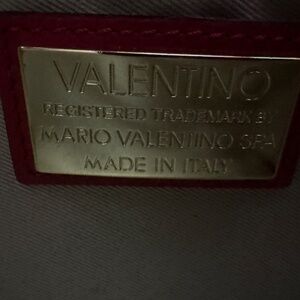 VALENTINO
REGISTERED TRADEMARK BY
MARIO VALENTINO SPA
MADE IN ITALY